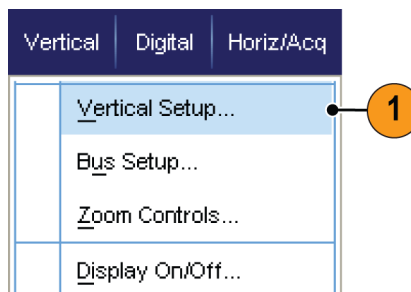 Vertical Digital Horiz/Acq
Vertical Setup... 1
Bus Setup...
Zoom Controls...
Display On/Off...